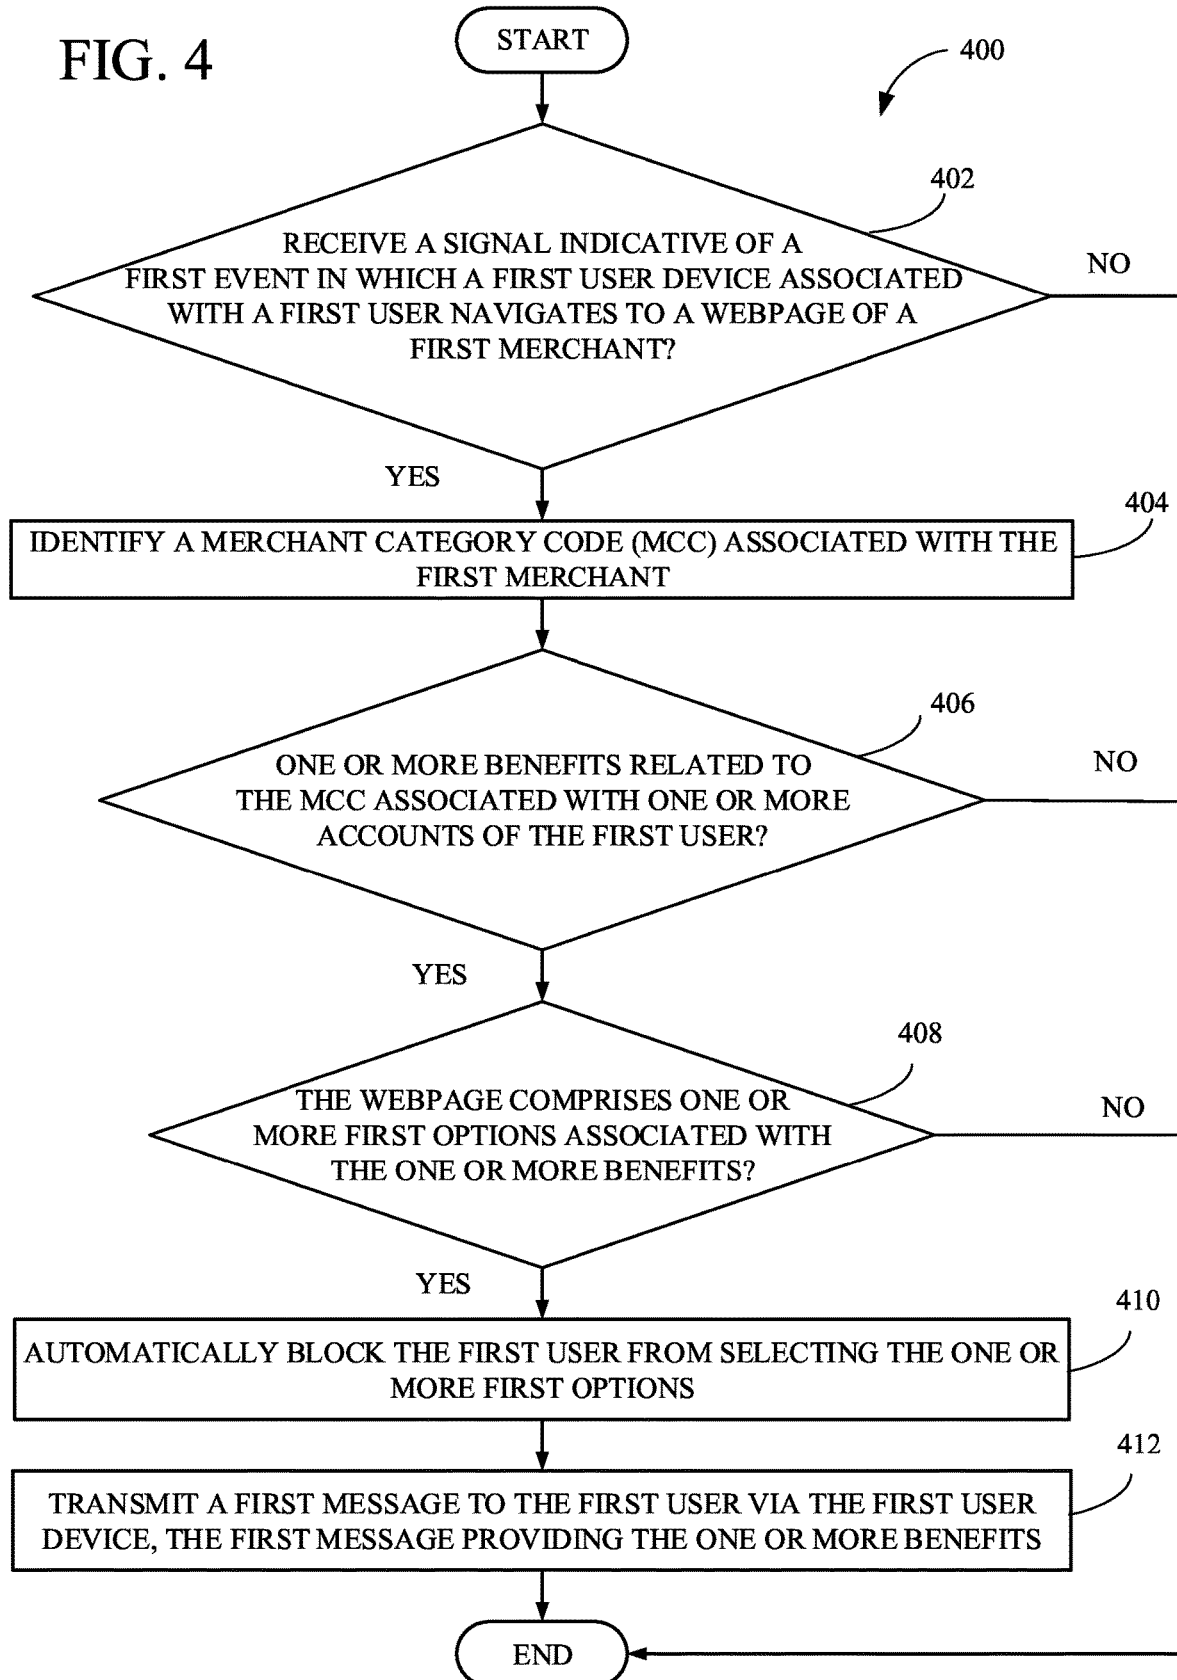 FIG. 4
START
400
402
RECEIVE A SIGNAL INDICATIVE OF A
FIRST EVENT IN WHICH A FIRST USER DEVICE ASSOCIATED
WITH A FIRST USER NAVIGATES TO A WEBPAGE OF A
FIRST MERCHANT?
NO
YES
404
IDENTIFY A MERCHANT CATEGORY CODE (MCC) ASSOCIATED WITH THE
FIRST MERCHANT
406
ONE OR MORE BENEFITS RELATED TO
THE MCC ASSOCIATED WITH ONE OR MORE
ACCOUNTS OF THE FIRST USER?
NO
YES
408
THE WEBPAGE COMPRISES ONE OR
MORE FIRST OPTIONS ASSOCIATED WITH
THE ONE OR MORE BENEFITS?
NO
YES
410
AUTOMATICALLY BLOCK THE FIRST USER FROM SELECTING THE ONE OR
MORE FIRST OPTIONS
412
TRANSMIT A FIRST MESSAGE TO THE FIRST USER VIA THE FIRST USER
DEVICE, THE FIRST MESSAGE PROVIDING THE ONE OR MORE BENEFITS
END